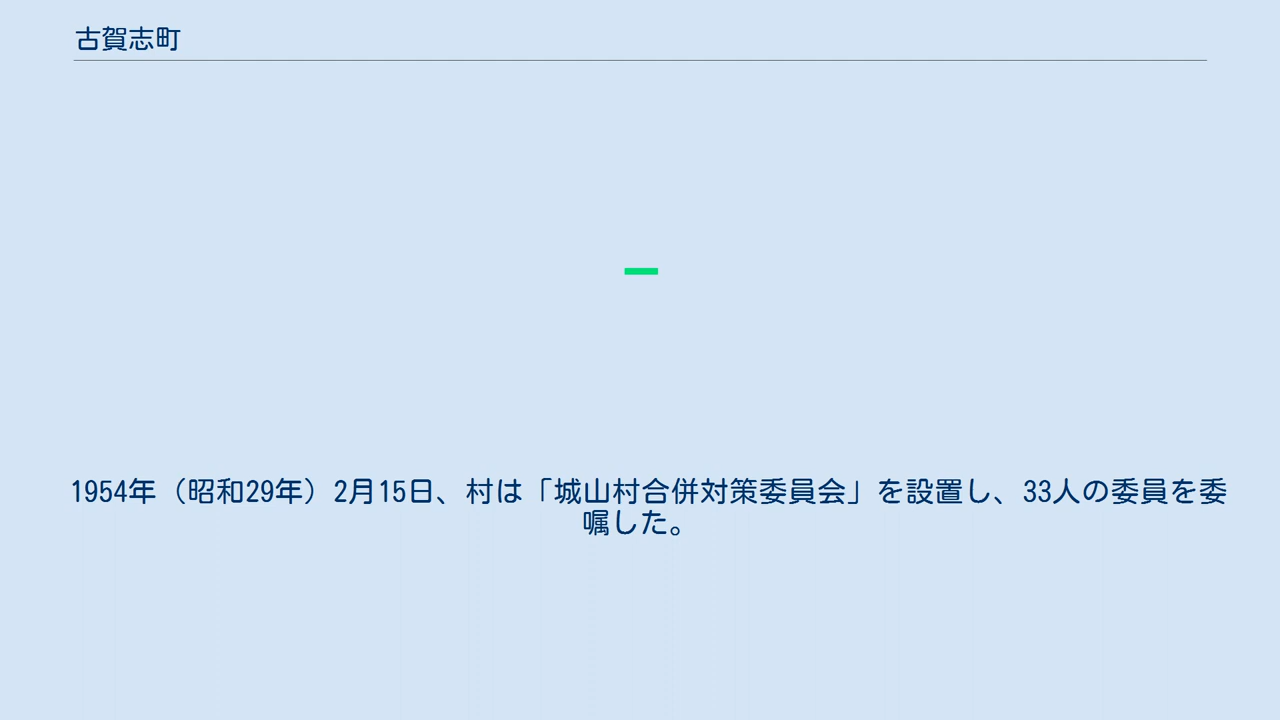 古賀志町
1954年（昭和29年）2月15日、村は「城山村合併対策委員会」を設置し、33人の委員を委
嘱した。